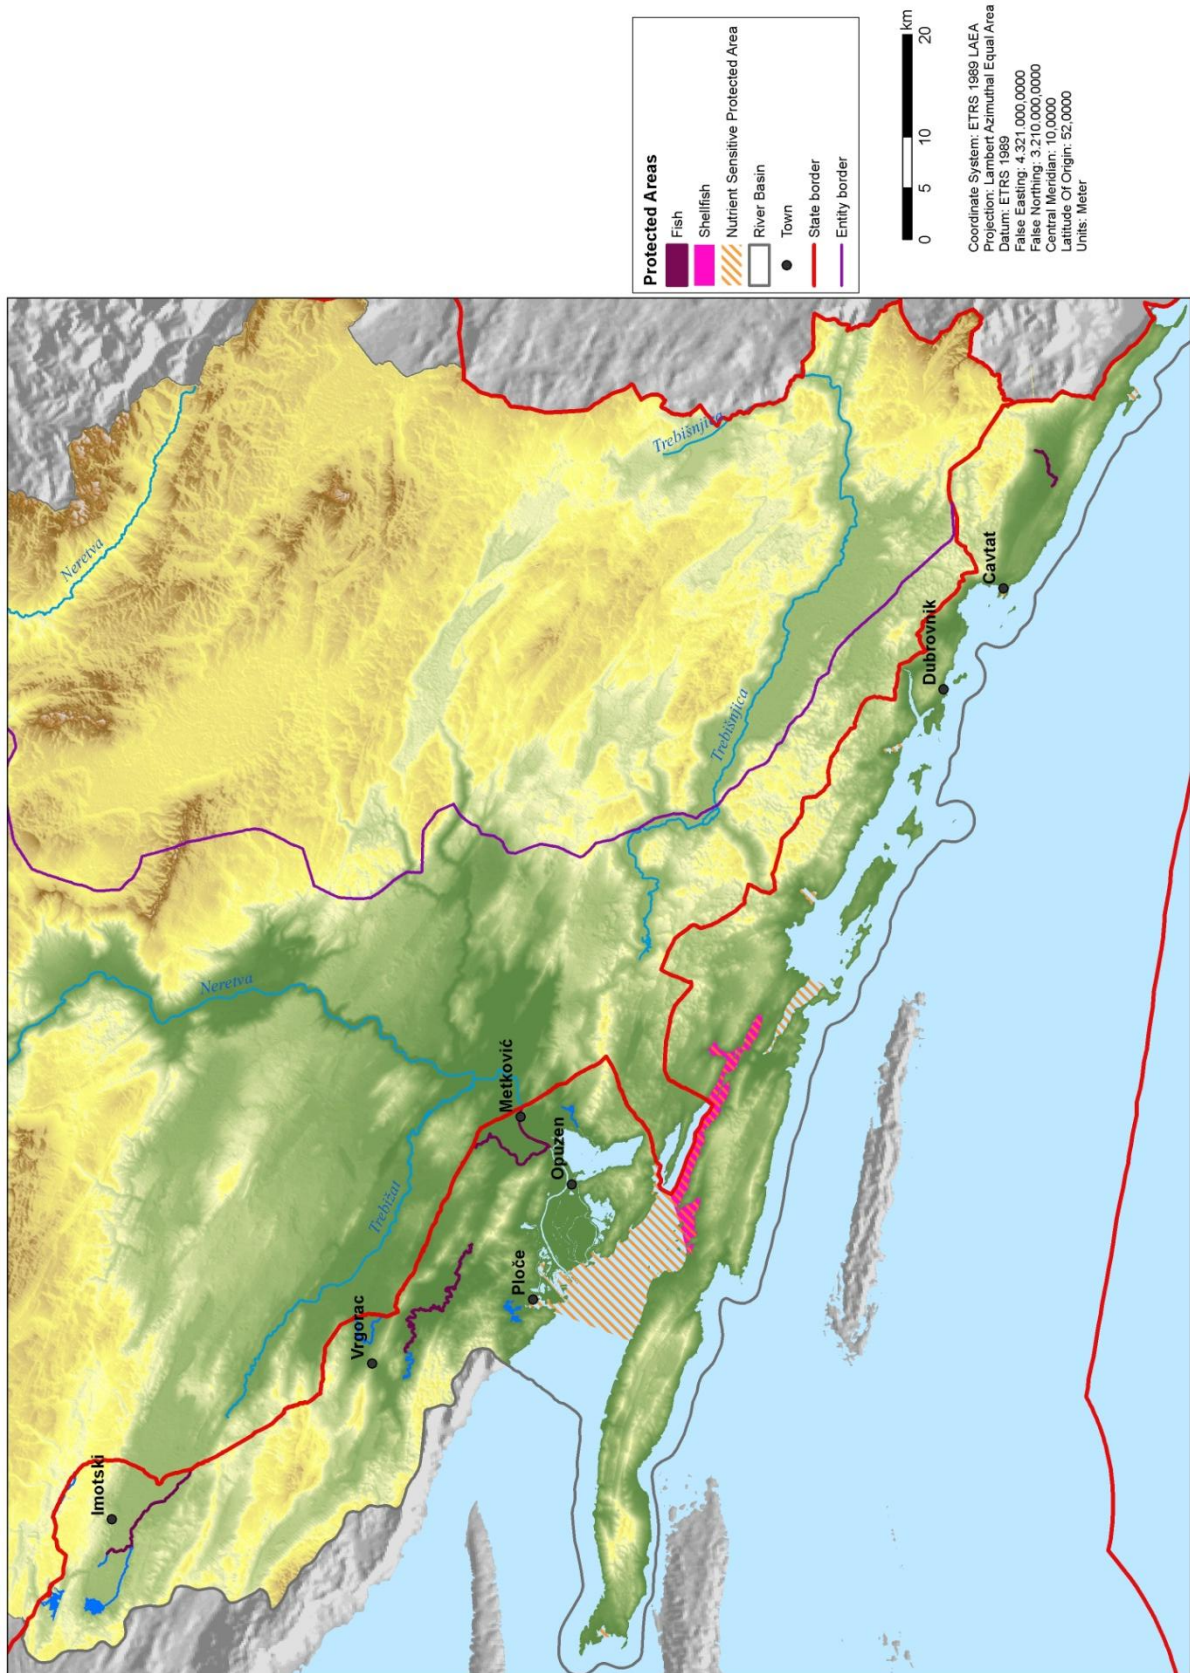 Neretva
Trebišnjica
Trebišnjica
Neretva
Trebižat
Metković
Opuzen
Ploče
Vrgorac
Imotski
Dubrovnik
Cavtat
Protected Areas
Fish
Shellfish
Nutrient Sensitive Protected Area
River Basin
Town
State border
Entity border
0 5 10 20
km
Coordinate System: ETRS 1989 LAEA
Projection: Lambert Azimuthal Equal Area
Datum: ETRS 1989
False Easting: 4.321.000,0000
False Northing: 3.210.000,0000
Central Meridian: 10,0000
Latitude Of Origin: 52,0000
Units: Meter